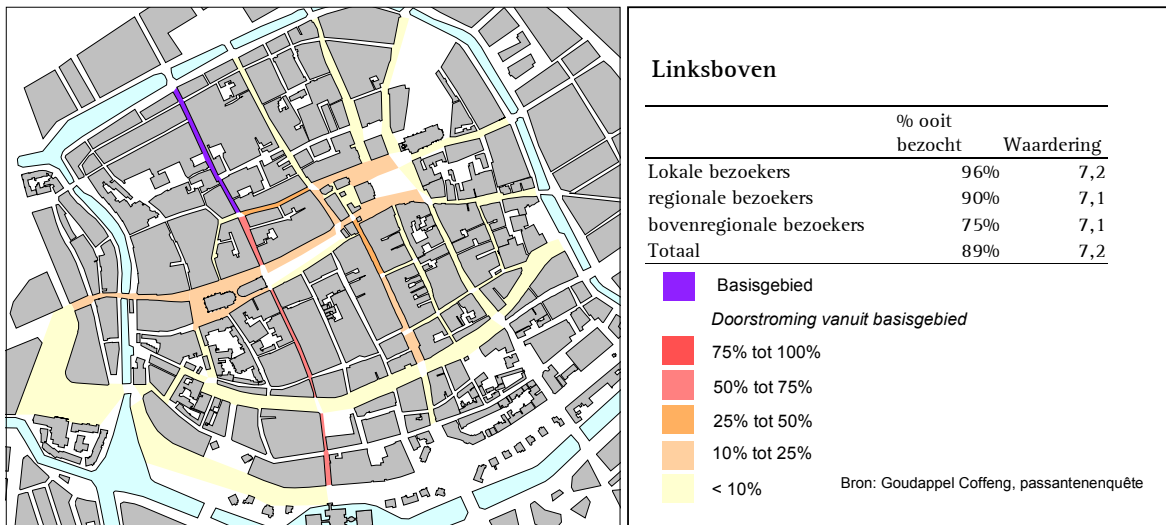 Linksboven
% ooit
bezocht Waardering
Lokale bezoekers 96% 7,2
regionale bezoekers 90% 7,1
bovenregionale bezoekers 75% 7,1
Totaal 89% 7,2
Basisgebied
Doorstroming vanuit basisgebied
75% tot 100%
50% tot 75%
25% tot 50%
10% tot 25%
< 10%
Bron: Goudappel Coffeng, passantenenquête